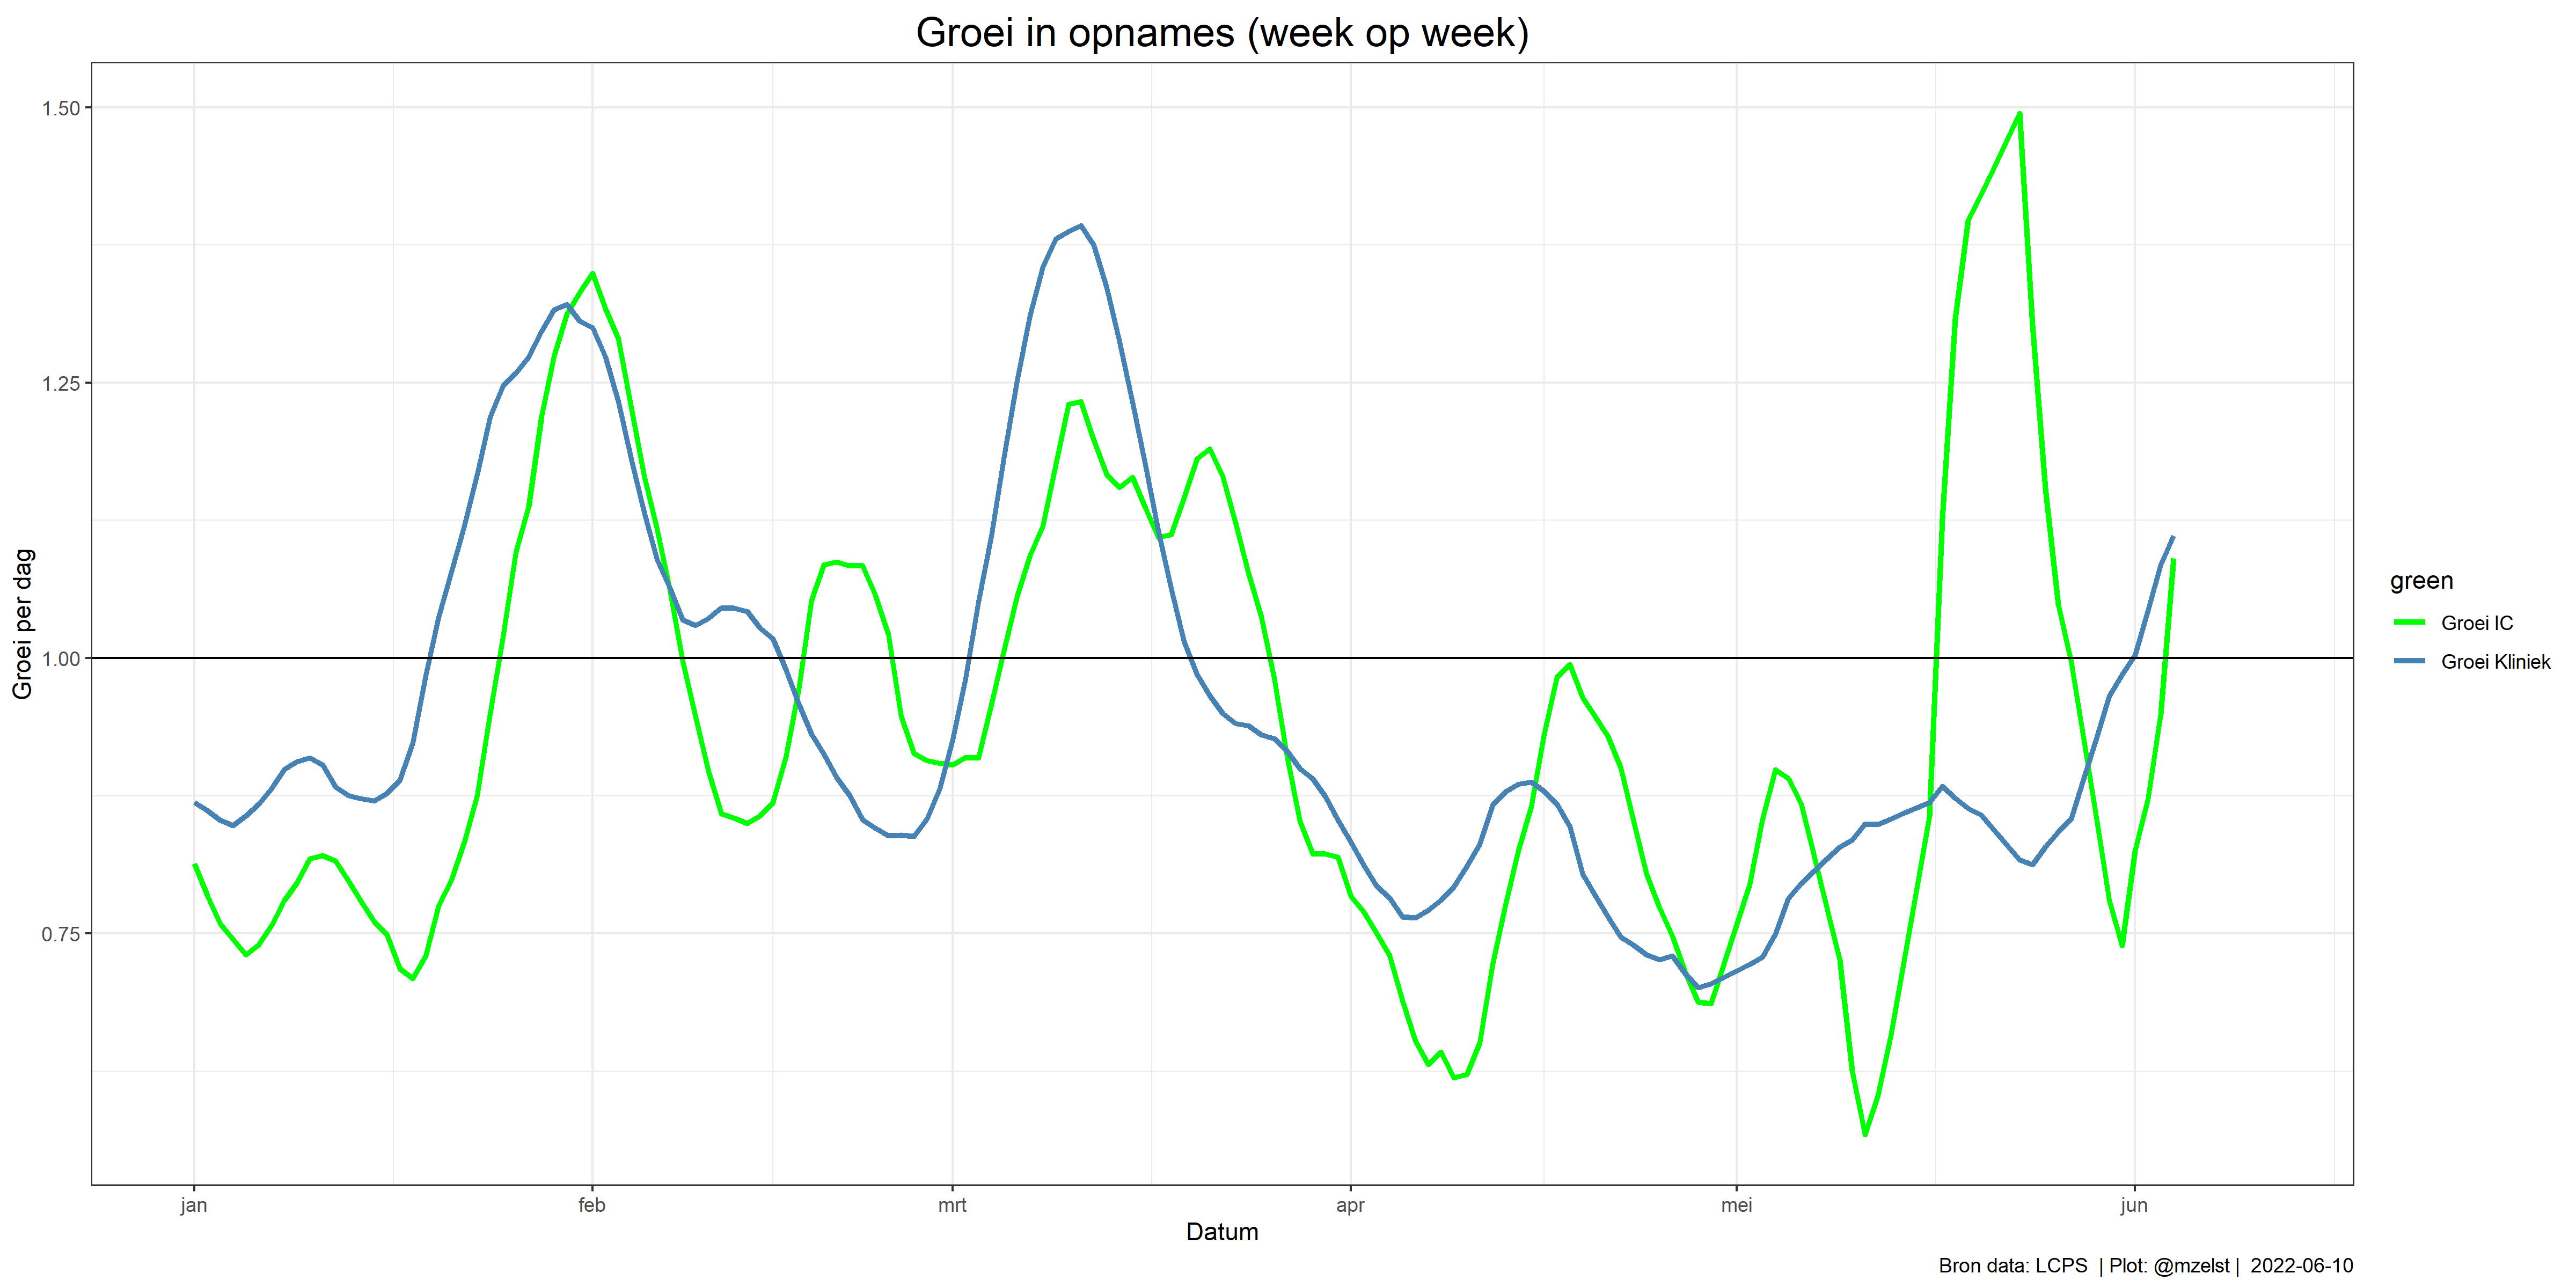 Groei in opnames (week op week)
Groei per dag
1.50
1.25
1.00
0.75
jan feb mrt apr mei jun
Datum
green
Groei IC
Groei Kliniek
Bron data: LCPS | Plot: @mzelst | 2022-06-10